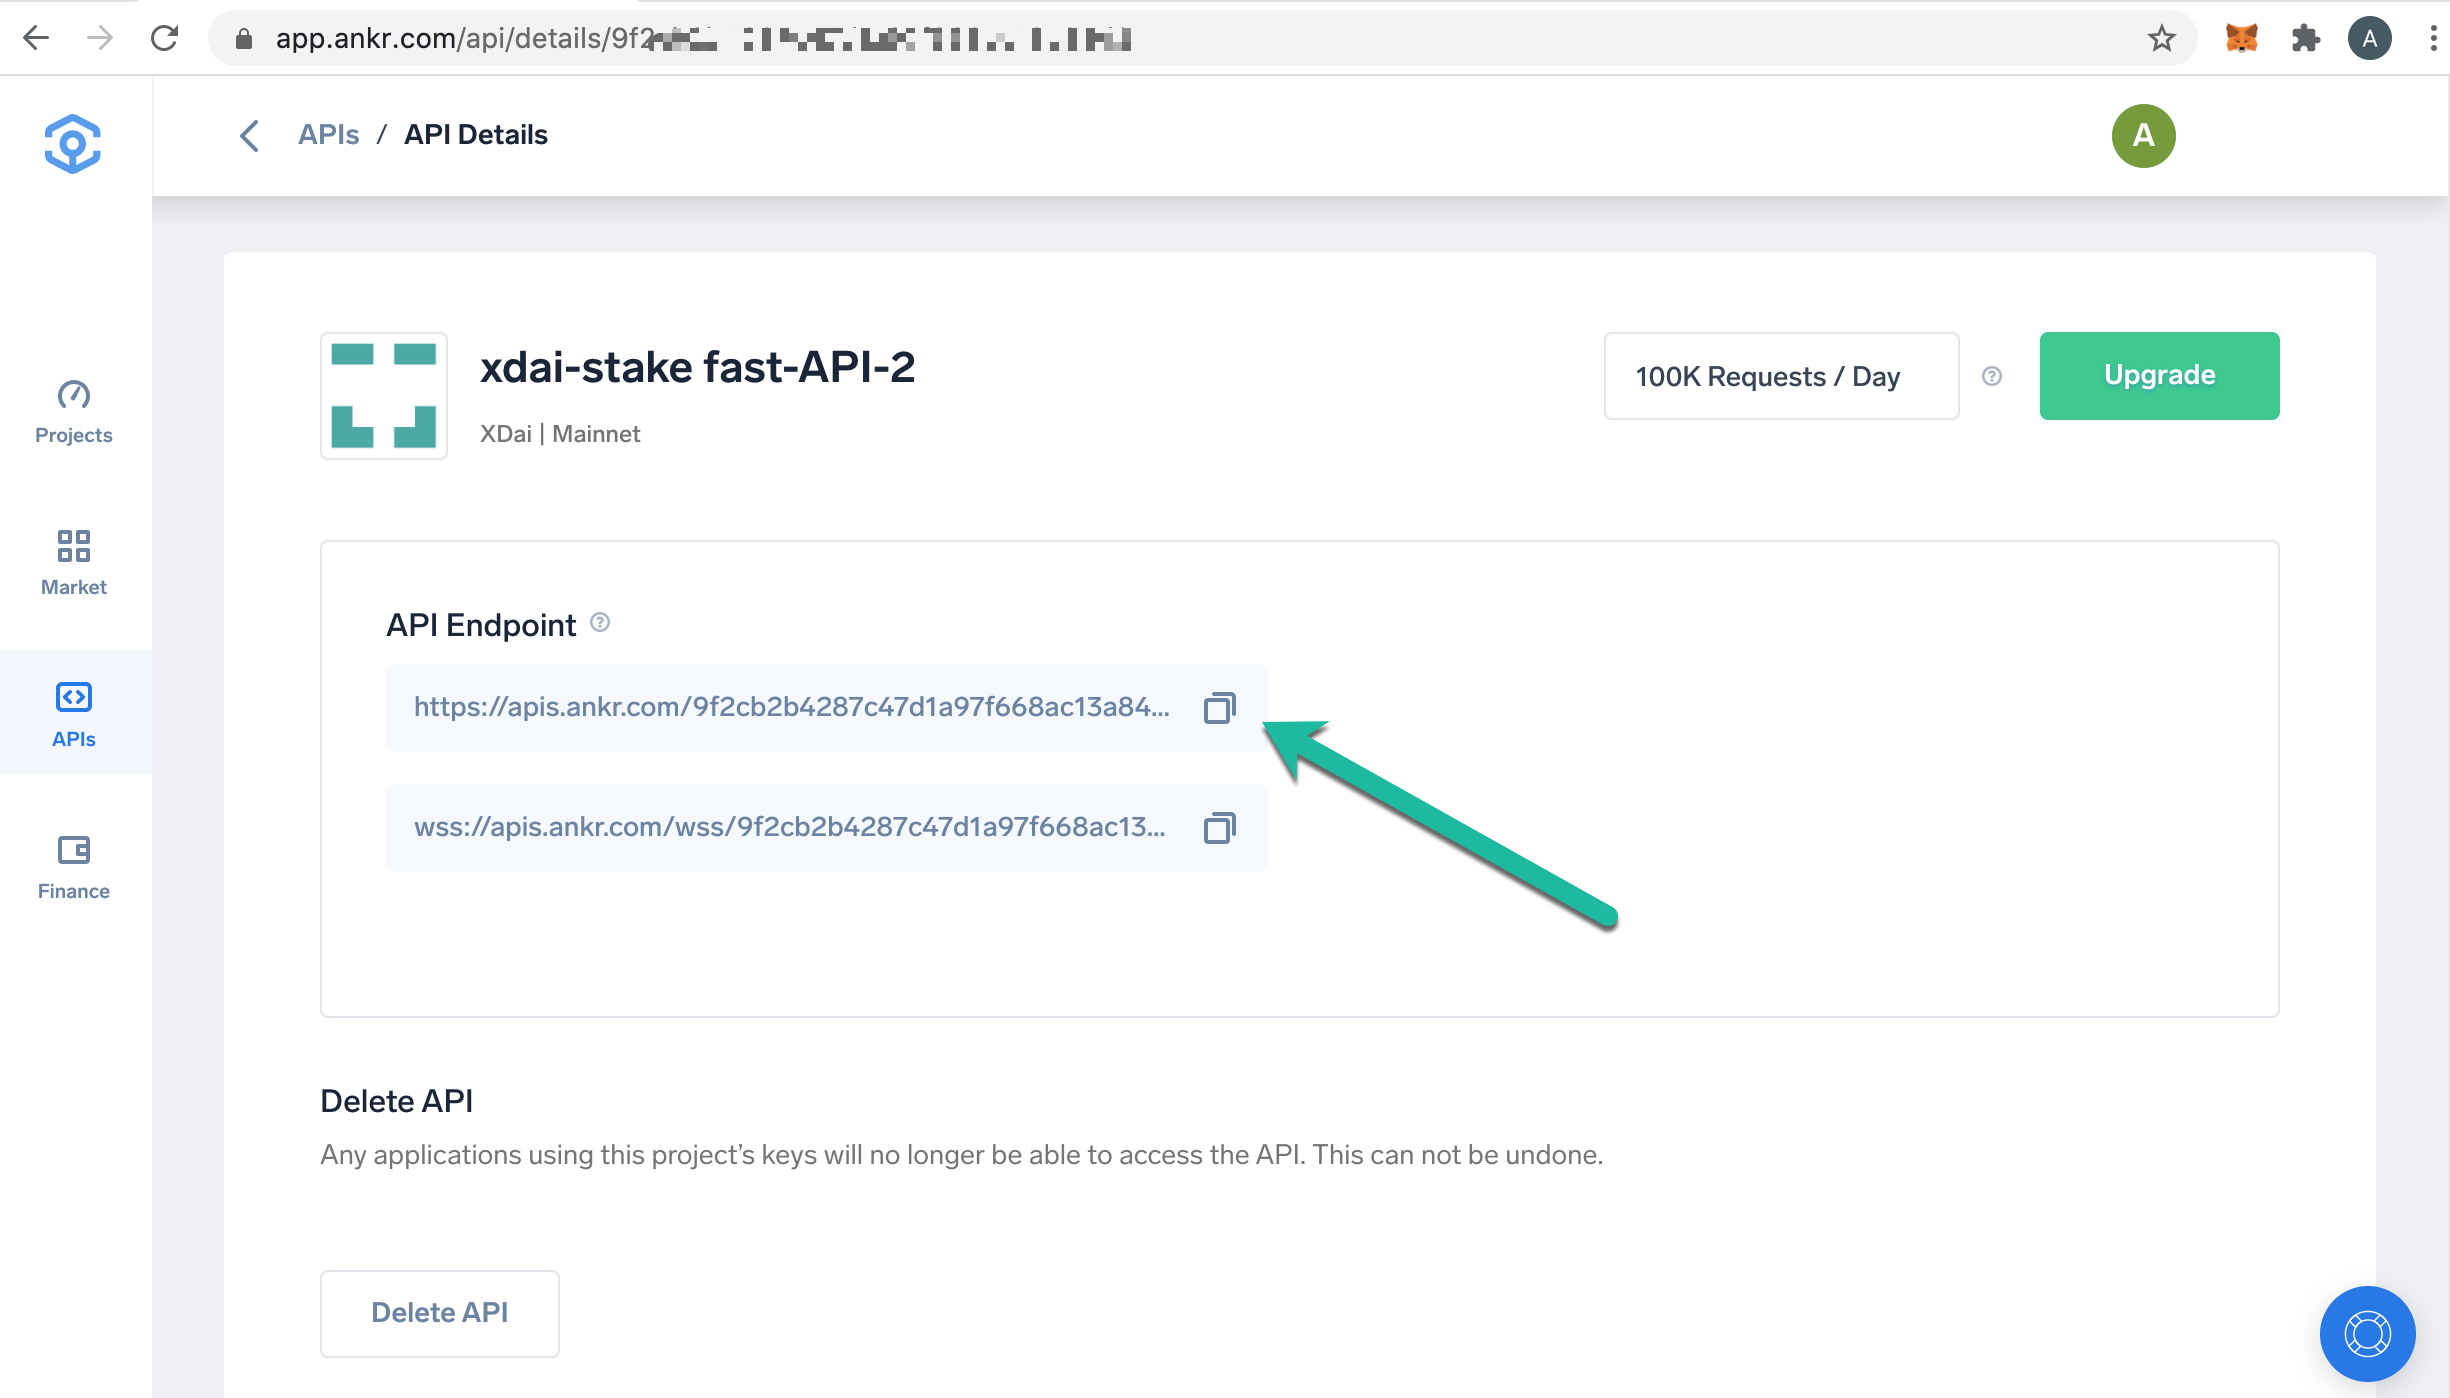 app.ankr.com/api/details/9f2
A
APIs / API Details
A
Projects
Market
APIs
Finance
xdai-stake fast-API-2
XDai | Mainnet
100K Requests / Day
?
Upgrade
API Endpoint ?
https://apis.ankr.com/9f2cb2b4287c47d1a97f668ac13a84...
wss://apis.ankr.com/wss/9f2cb2b4287c47d1a97f668ac13...
Delete API
Any applications using this project’s keys will no longer be able to access the API. This can not be undone.
Delete API